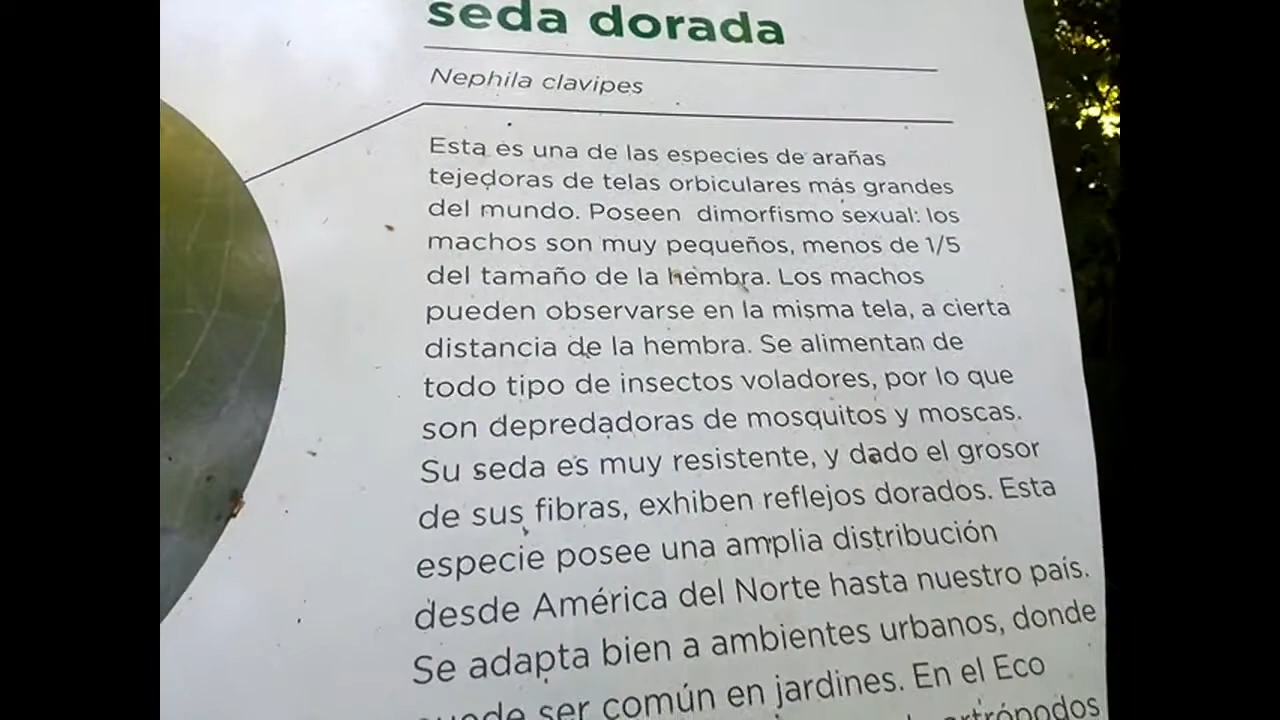 seda dorada
Nephila clavipes
Esta es una de las especies de arañas
tejedoras de telas orbiculares más grandes
del mundo. Poseen dimorfismo sexual: los
machos son muy pequeños, menos de 1/5
del tamaño de la hembra. Los machos
pueden observarse en la misma tela, a cierta
distancia de la hembra. Se alimentan de
todo tipo de insectos voladores, por lo que
son depredadoras de mosquitos y moscas.
Su seda es muy resistente, y dado el grosor
de sus fibras, exhiben reflejos dorados. Esta
especie posee una amplia distribución
desde América del Norte hasta nuestro país.
Se adapta bien a ambientes urbanos, donde
puede ser común en jardines. En el Eco
artrópodos